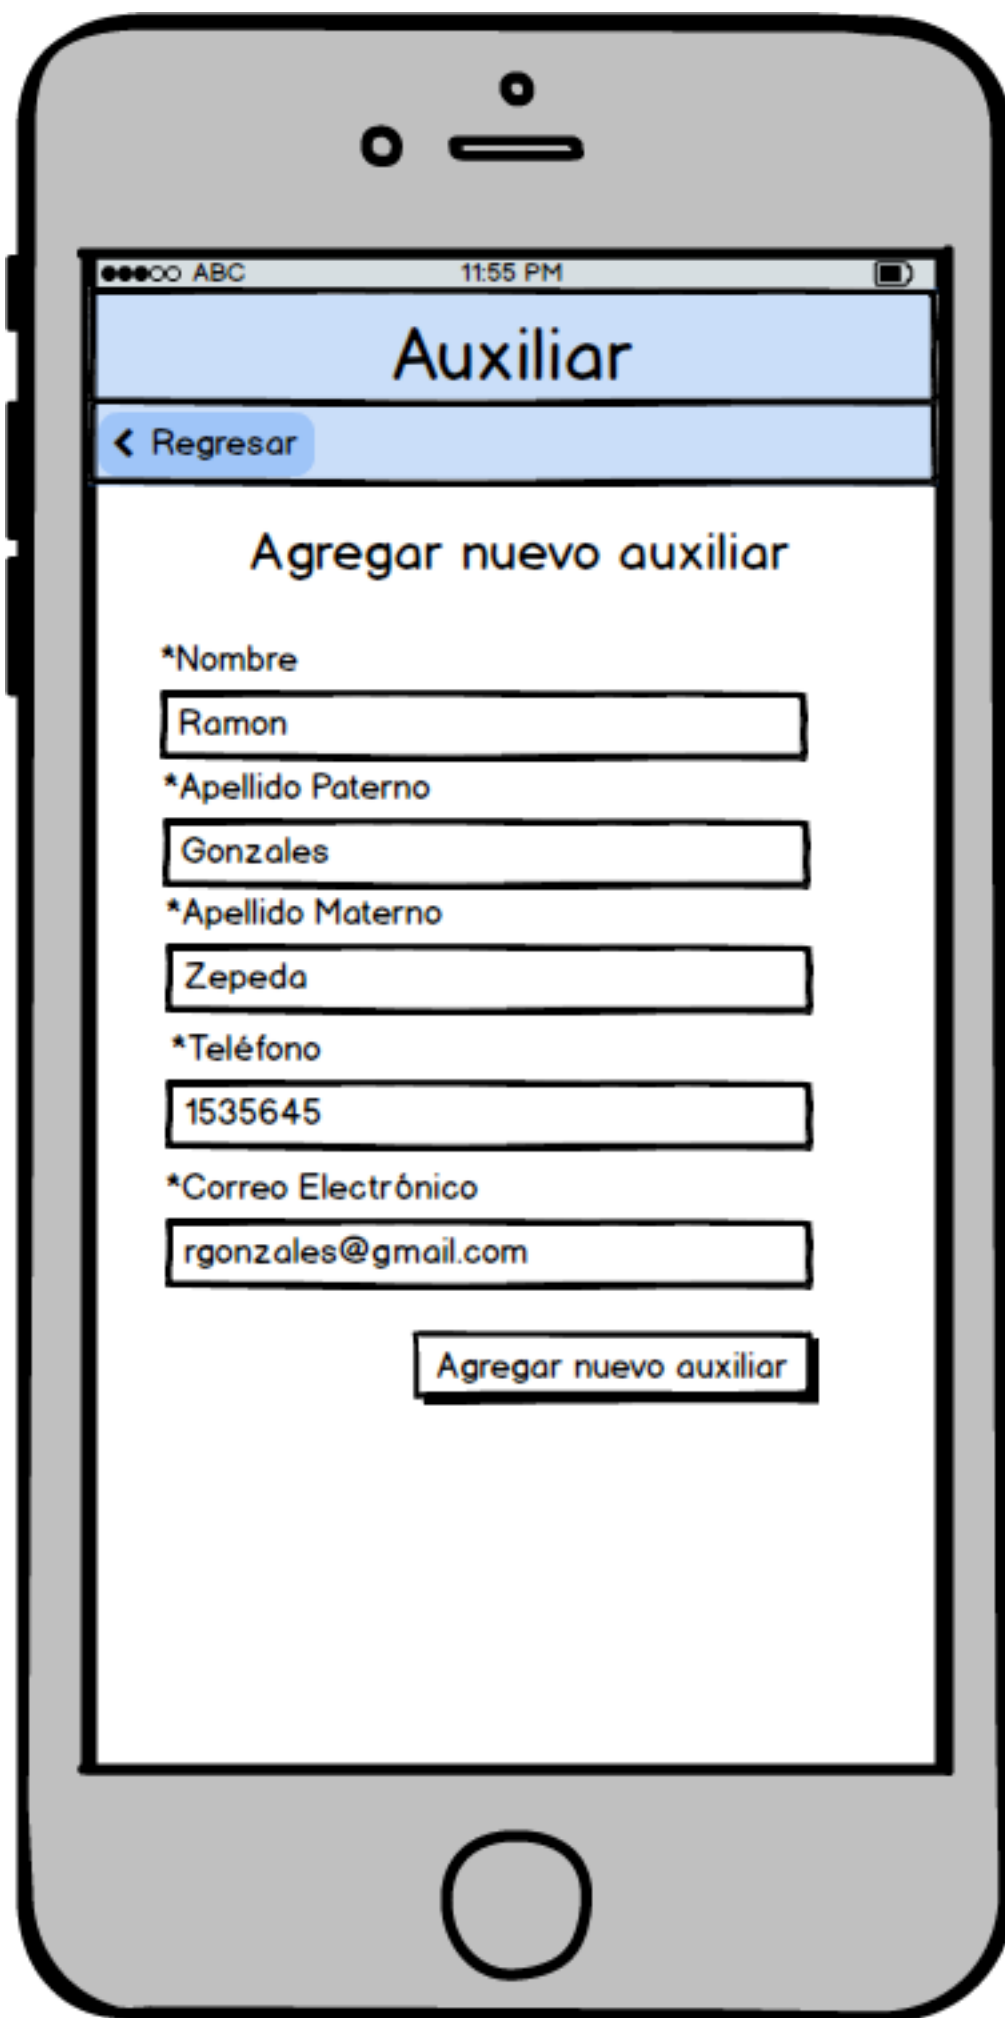 ABC 11:55 PM
Auxiliar
Regresar
Agregar nuevo auxiliar
*Nombre
Ramon
*Apellido Paterno
Gonzales
*Apellido Materno
Zepeda
*Teléfono
1535645
*Correo Electrónico
rgonzales@gmail.com
Agregar nuevo auxiliar